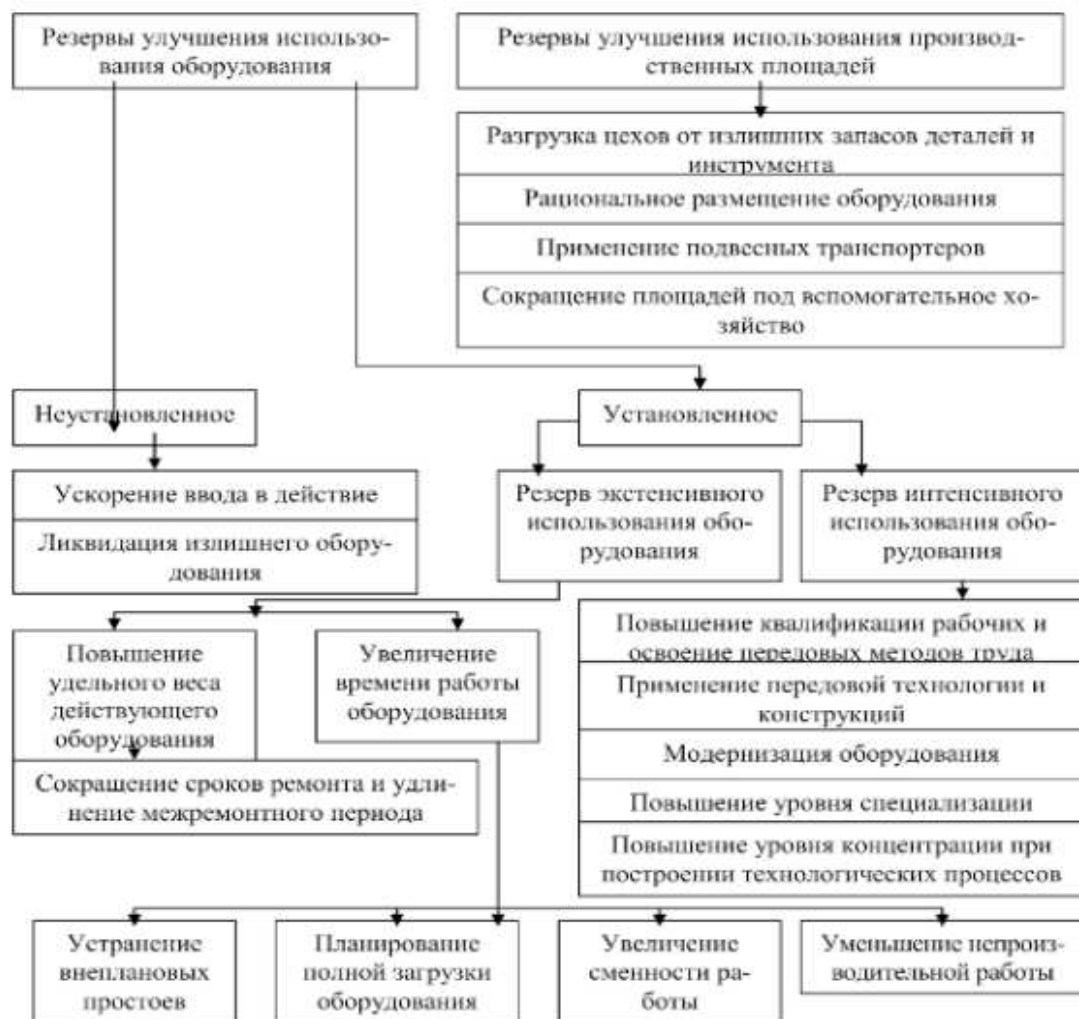 Резервы улучшения использо-
вания оборудования
Резервы улучшения использования производ-
ственных площадей
Разгрузка цехов от излишних запасов деталей и
инструмента
Рациональное размещение оборудования
Применение подвесных транспортеров
Сокращение площадей под вспомогательное хо-
зяйство
Неустановленное
Установленное
Ускорение ввода в действие
Ликвидация излишнего обору-
дования
Резерв экстенсивного
использования обо-
рудования
Резерв интенсивного
использования обо-
рудования
Повышение
удельного веса
действующего
оборудования
Увеличение
времени работы
оборудования
Сокращение сроков ремонта и удли-
нение межремонтного периода
Повышение квалификации рабочих и
освоение передовых методов труда
Применение передовой технологии и
конструкций
Модернизация оборудования
Повышение уровня специализации
Повышение уровня концентрации при
построении технологических процессов
Устранение
внеплановых
простоев
Планирование
полной загрузки
оборудования
Увеличение
сменности ра-
боты
Уменьшение непроиз-
водительной работы